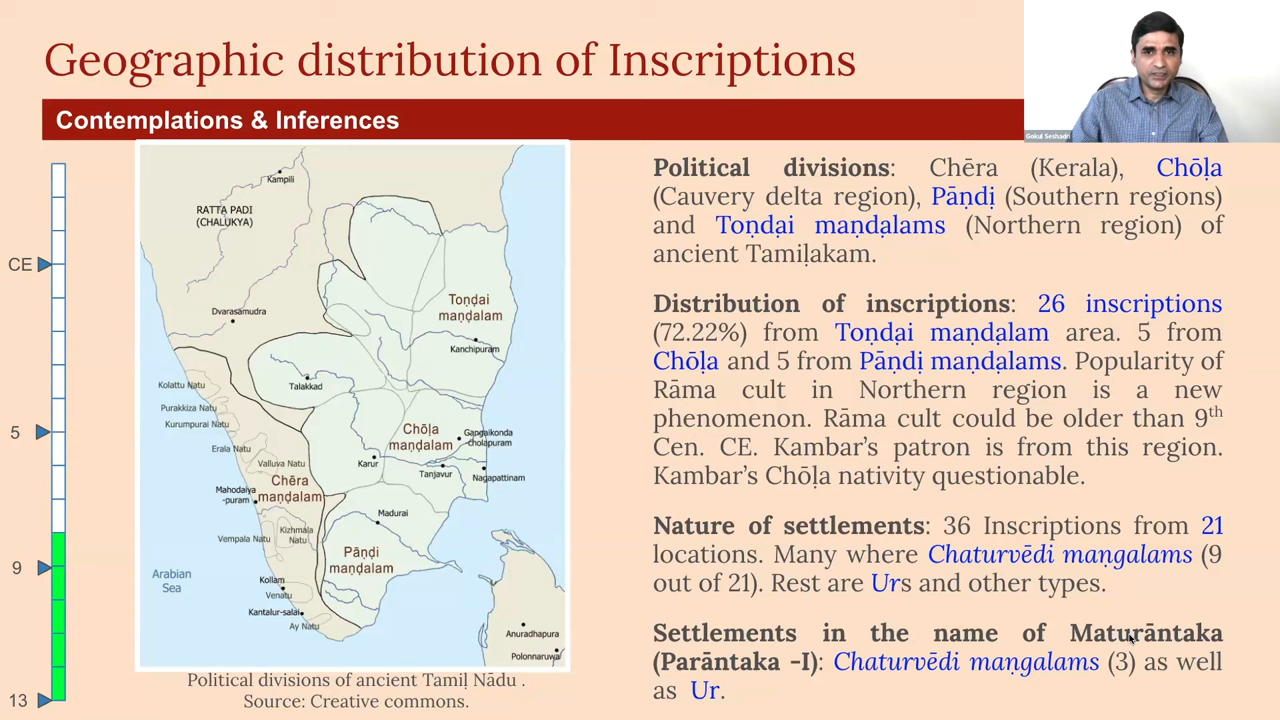 Geographic distribution of Inscriptions
Contemplations & Inferences
Gokul Seshadri
CE
5
9
13
Kampili
RATTA PADI
(CHALUKYA)
Dvarasamudra
Toṇḍai
maṇḍalam
Kanchipuram
Talakkad
Kolattu Natu
Purakkiza Natu
Kurumpurai Natu
Erala Natu
Valluva Natu
Chēra
maṇḍalam
Mahodaiya
-puram
Kizhmala
Natu
Vempala Natu
Kollam
Venatu
Kantalur-salai
Ay Natu
Chōḷa
maṇḍalam
Gangaikonda
-cholapuram
Karur
Tanjavur
Nagapattinam
Madurai
Pāṇḍi
maṇḍalam
Arabian
Sea
Anuradhapura
Polonnaruwa
Political divisions of ancient Tamiḷ Nādu .
Source: Creative commons.
Political divisions: Chēra (Kerala), Chōḷa
(Cauvery delta region), Pāṇḍi (Southern regions)
and Toṇḍai maṇḍalams (Northern region) of
ancient Tamiḷakam.
Distribution of inscriptions: 26 inscriptions
(72.22%) from Toṇḍai maṇḍalam area. 5 from
Chōḷa and 5 from Pāṇḍi maṇḍalams. Popularity of
Rāma cult in Northern region is a new
phenomenon. Rāma cult could be older than 9th
Cen. CE. Kambar’s patron is from this region.
Kambar’s Chōḷa nativity questionable.
Nature of settlements: 36 Inscriptions from 21
locations. Many where Chaturvēdi maṇgalams (9
out of 21). Rest are Urs and other types.
Settlements in the name of Maturāntaka
(Parāntaka -I): Chaturvēdi maṇgalams (3) as well
as Ur.